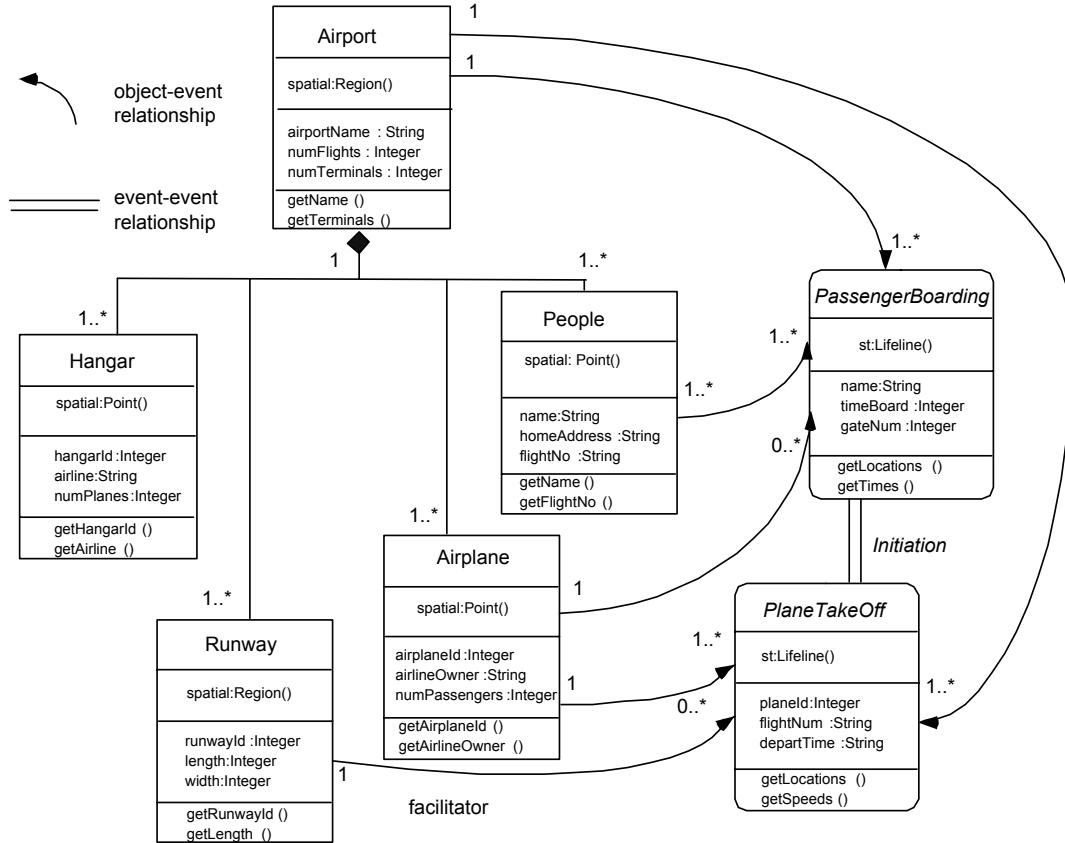 object-event
relationship
event-event
relationship
Airport
spatial:Region()
airportName : String
numFlights : Integer
numTerminals : Integer
getName ()
getTerminals ()
1
1
1
1..*
1..*
1..*
Hangar
spatial:Point()
hangarId:Integer
airline:String
numPlanes:Integer
getHangarId ()
getAirline ()
People
spatial: Point()
name:String
homeAddress :String
flightNo :String
getName()
getFlightNo ()
1..*
1..*
0..*
PassengerBoarding
st:Lifeline()
name:String
timeBoard :Integer
gateNum :Integer
getLocations ()
getTimes ()
Initiation
1..*
Airplane
spatial:Point()
airplaneId:Integer
airlineOwner :String
numPassengers :Integer
getAirplaneId ()
getAirlineOwner ()
1
1
1..*
0..*
1..*
PlaneTakeOff
st:Lifeline()
planeId:Integer
flightNum :String
departTime :String
getLocations ()
getSpeeds()
1..*
Runway
spatial:Region()
runwayId :Integer
length:Integer
width:Integer
getRunwayId ()
getLength ()
1
facilitator